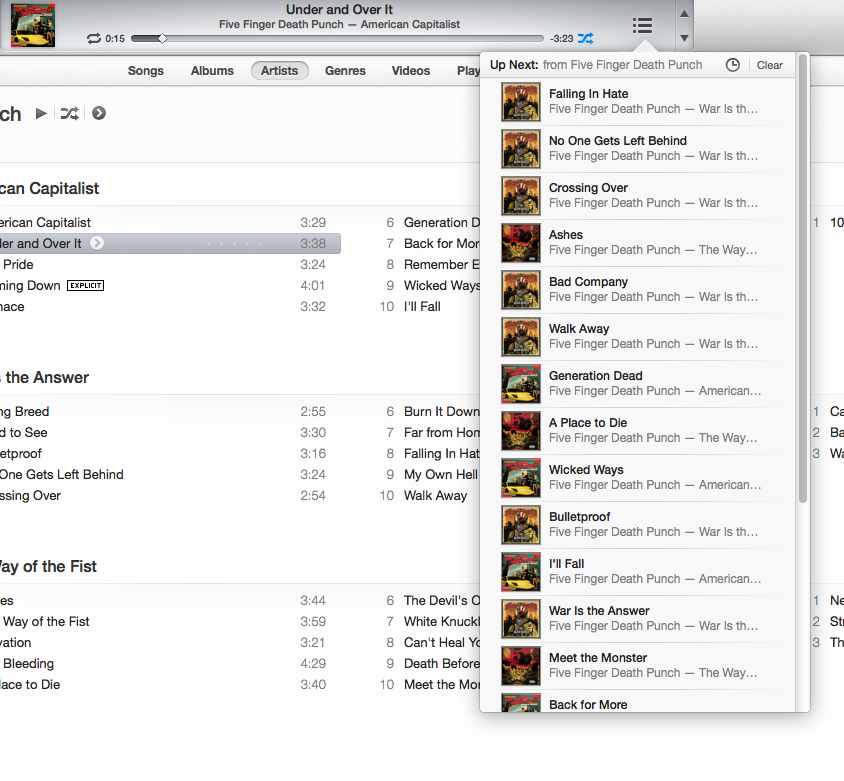 Under and Over It
Five Finger Death Punch — American Capitalist
0:15
-3:23
Songs Albums Artists Genres Videos Play
Up Next: from Five Finger Death Punch Clear
Falling In Hate
Five Finger Death Punch — War Is th…
No One Gets Left Behind
Five Finger Death Punch — War Is th…
Crossing Over
Five Finger Death Punch — War Is th…
Ashes
Five Finger Death Punch — The Way…
Bad Company
Five Finger Death Punch — War Is th…
Walk Away
Five Finger Death Punch — War Is th…
Generation Dead
Five Finger Death Punch — American…
A Place to Die
Five Finger Death Punch — The Way…
Wicked Ways
Five Finger Death Punch — American…
Bulletproof
Five Finger Death Punch — War Is th…
I'll Fall
Five Finger Death Punch — American…
War Is the Answer
Five Finger Death Punch — War Is th…
Meet the Monster
Five Finger Death Punch — The Way…
Back for More
ch
can Capitalist
erican Capitalist 3:29 6 Generation D 1 10
der and Over It 3:38 7 Back for Mor
Pride 3:24 8 Remember E
ming Down EXPLICIT 4:01 9 Wicked Ways
nace 3:32 10 I'll Fall
s the Answer
ng Breed 2:55 6 Burn It Down 1 Ca
d to See 3:30 7 Far from Hom 2 Ba
etproof 3:16 8 Falling In Hat 3 Wa
One Gets Left Behind 3:24 9 My Own Hell
ssing Over 2:54 10 Walk Away
Way of the Fist
es 3:44 6 The Devil's O 1 Ne
Way of the Fist 3:59 7 White Knuckl 2 Str
vation 3:21 8 Can't Heal Yo 3 Th
Bleeding 4:29 9 Death Before
lace to Die 3:40 10 Meet the Mon